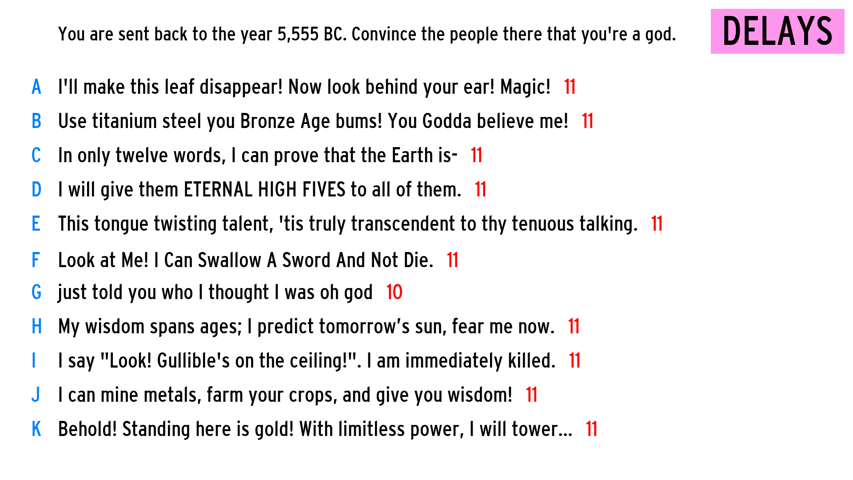 You are sent back to the year 5,555 BC. Convince the people there that you're a god.
DELAYS
A I'll make this leaf disappear! Now look behind your ear! Magic! 11
B Use titanium steel you Bronze Age bums! You Godda believe me! 11
C In only twelve words, I can prove that the Earth is- 11
D I will give them ETERNAL HIGH FIVES to all of them. 11
E This tongue twisting talent, 'tis truly transcendent to thy tenuous talking. 11
F Look at Me! I Can Swallow A Sword And Not Die. 11
G just told you who I thought I was oh god 10
H My wisdom spans ages; I predict tomorrow’s sun, fear me now. 11
I I say "Look! Gullible's on the ceiling!". I am immediately killed. 11
J I can mine metals, farm your crops, and give you wisdom! 11
K Behold! Standing here is gold! With limitless power, I will tower... 11